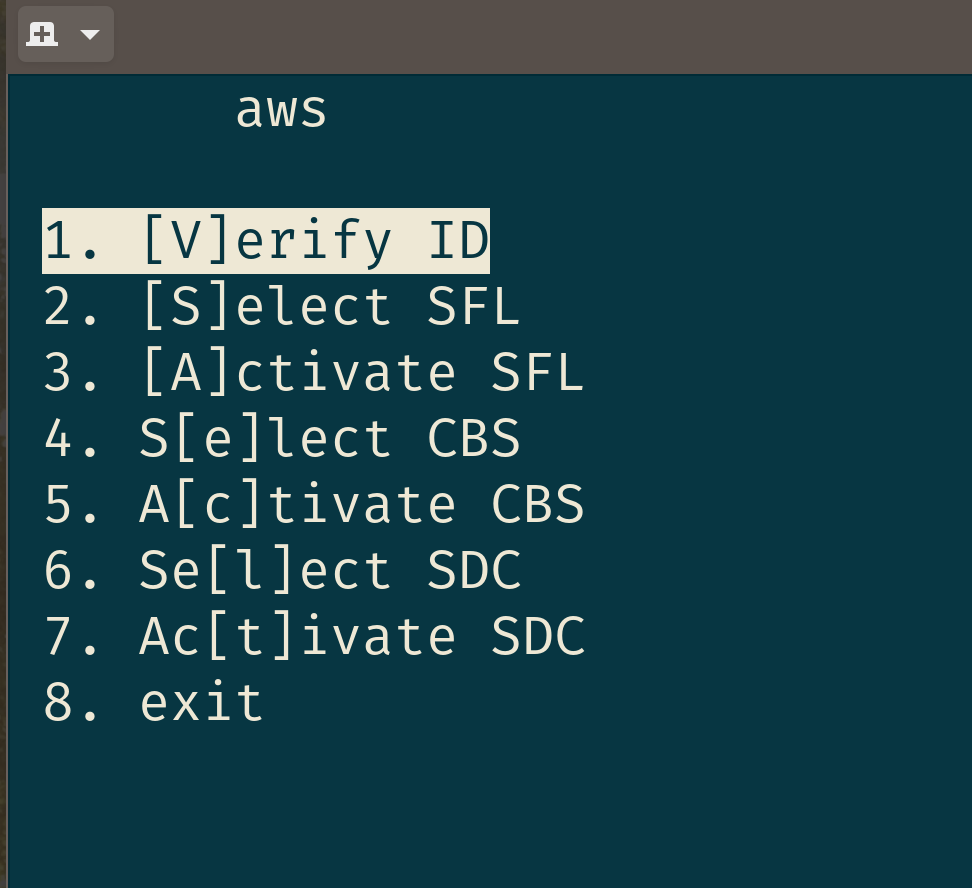 aws
1. [V]erify ID
2. [S]elect SFL
3. [A]ctivate SFL
4. S[e]lect CBS
5. A[c]tivate CBS
6. Se[l]ect SDC
7. Ac[t]ivate SDC
8. exit